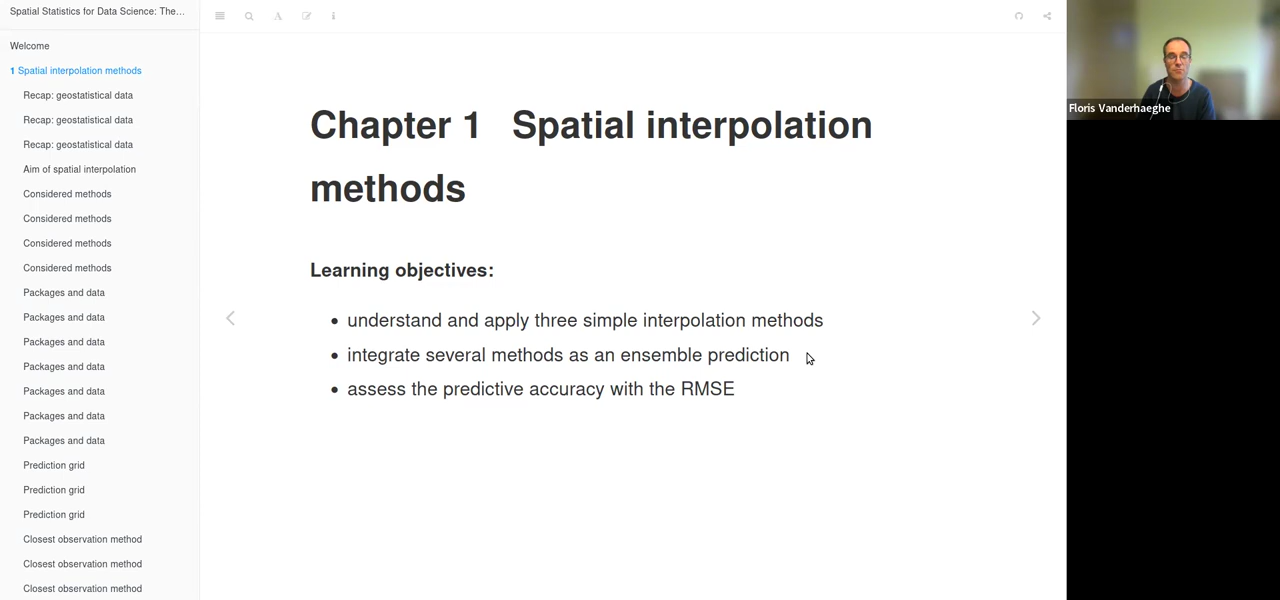 Spatial Statistics for Data Science: The…
Welcome
1 Spatial interpolation methods
Recap: geostatistical data
Recap: geostatistical data
Recap: geostatistical data
Aim of spatial interpolation
Considered methods
Considered methods
Considered methods
Considered methods
Packages and data
Packages and data
Packages and data
Packages and data
Packages and data
Packages and data
Packages and data
Prediction grid
Prediction grid
Prediction grid
Closest observation method
Closest observation method
Closest observation method
Chapter 1 Spatial interpolation
methods
Learning objectives:
• understand and apply three simple interpolation methods
• integrate several methods as an ensemble prediction
• assess the predictive accuracy with the RMSE
Floris Vanderhaeghe